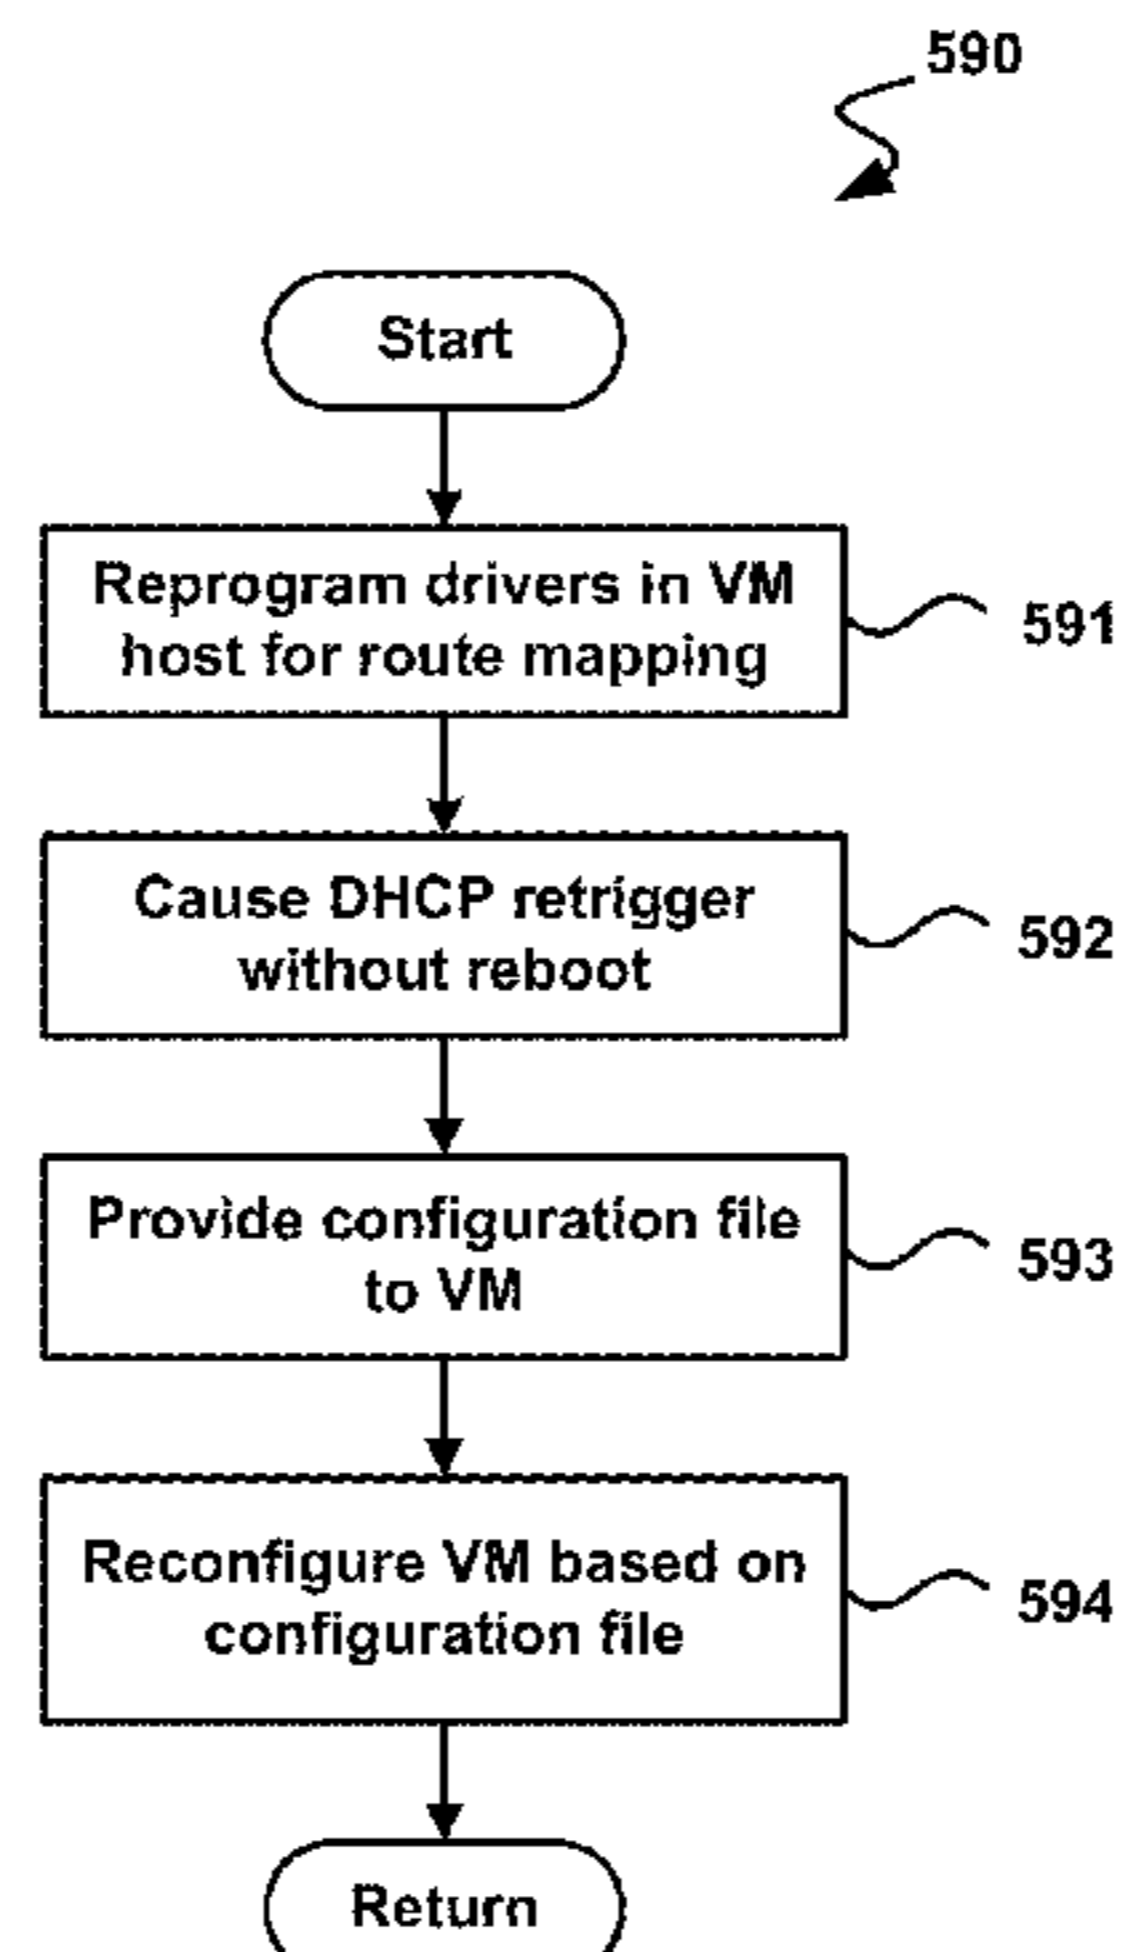 590
Start
Reprogram drivers in VM
host for route mapping
591
Cause DHCP retrigger
without reboot
592
Provide configuration file
to VM
593
Reconfigure VM based on
configuration file
594
Return